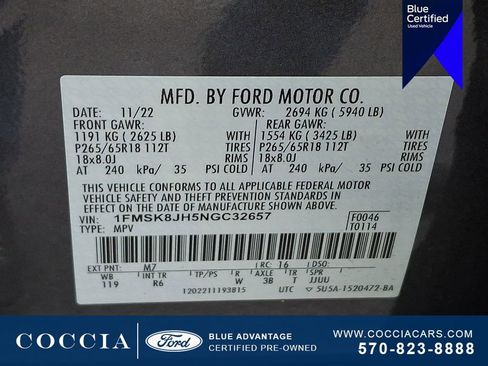 Blue
Certified
Used Vehicle
MFD. BY FORD MOTOR CO.
DATE: 11/22 GVWR: 2694 KG ( 5940 LB)
FRONT GAWR: REAR GAWR:
1191 KG ( 2625 LB) WITH 1554 KG ( 3425 LB) WITH
P265/65R18 112T TIRES P265/65R18 112T TIRES
18x8.0J RIMS 18x8.0J RIMS
AT 240 kPa/ 35 PSI COLD AT 240 kPa/ 35 PSI COLD
THIS VEHICLE CONFORMS TO ALL APPLICABLE FEDERAL MOTOR
VEHICLE SAFETY AND THEFT PREVENTION STANDARDS IN EFFECT
ON THE DATE OF MANUFACTURE SHOWN ABOVE.
VIN: 1FMSK8JH5NGC32657 F0046
TYPE: MPV T0114
EXT PNT: M7 RC: 16 DSO:
WB INT TR TP/PS R AXLE TR SPR
119 R6 3B T JJUU
1202211193815 UTC 5U5A-1520472-BA
COCCIA Ford BLUE ADVANTAGE CERTIFIED PRE-OWNED WWW.COCCIACARS.COM
570-823-8888